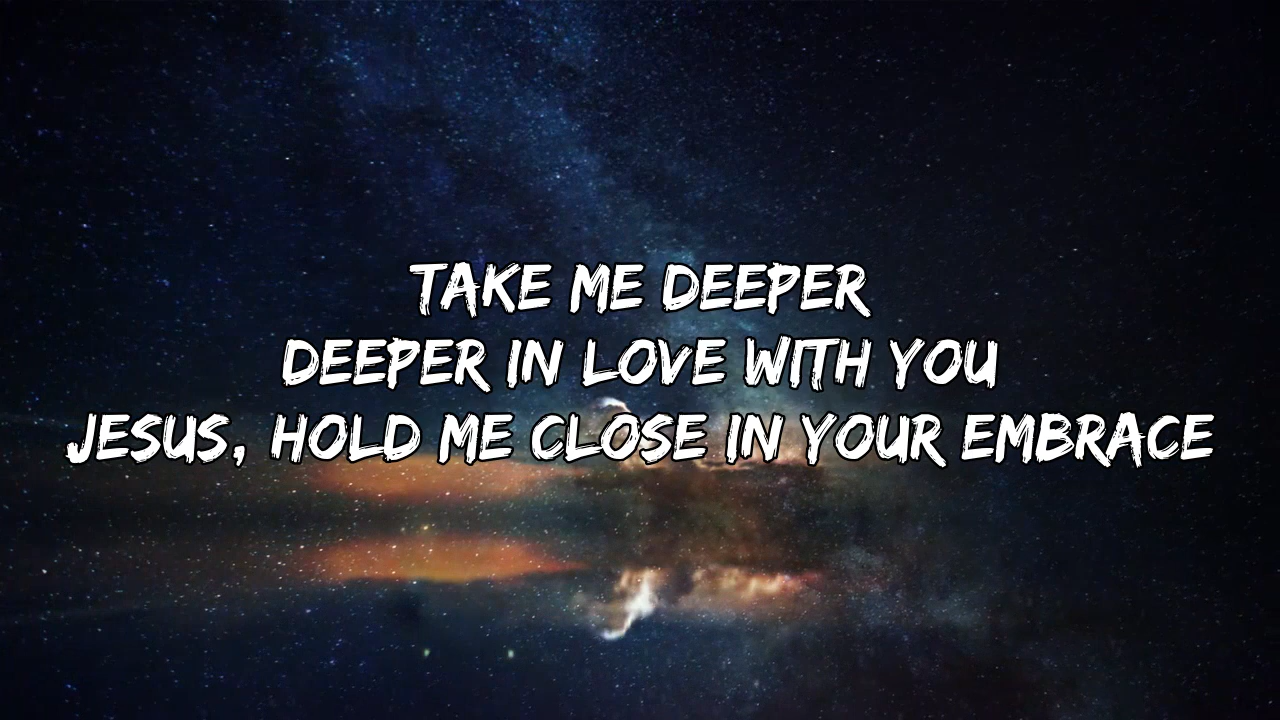 TAKE ME DEEPER
DEEPER IN LOVE WITH YOU
JESUS, HOLD ME CLOSE IN YOUR EMBRACE